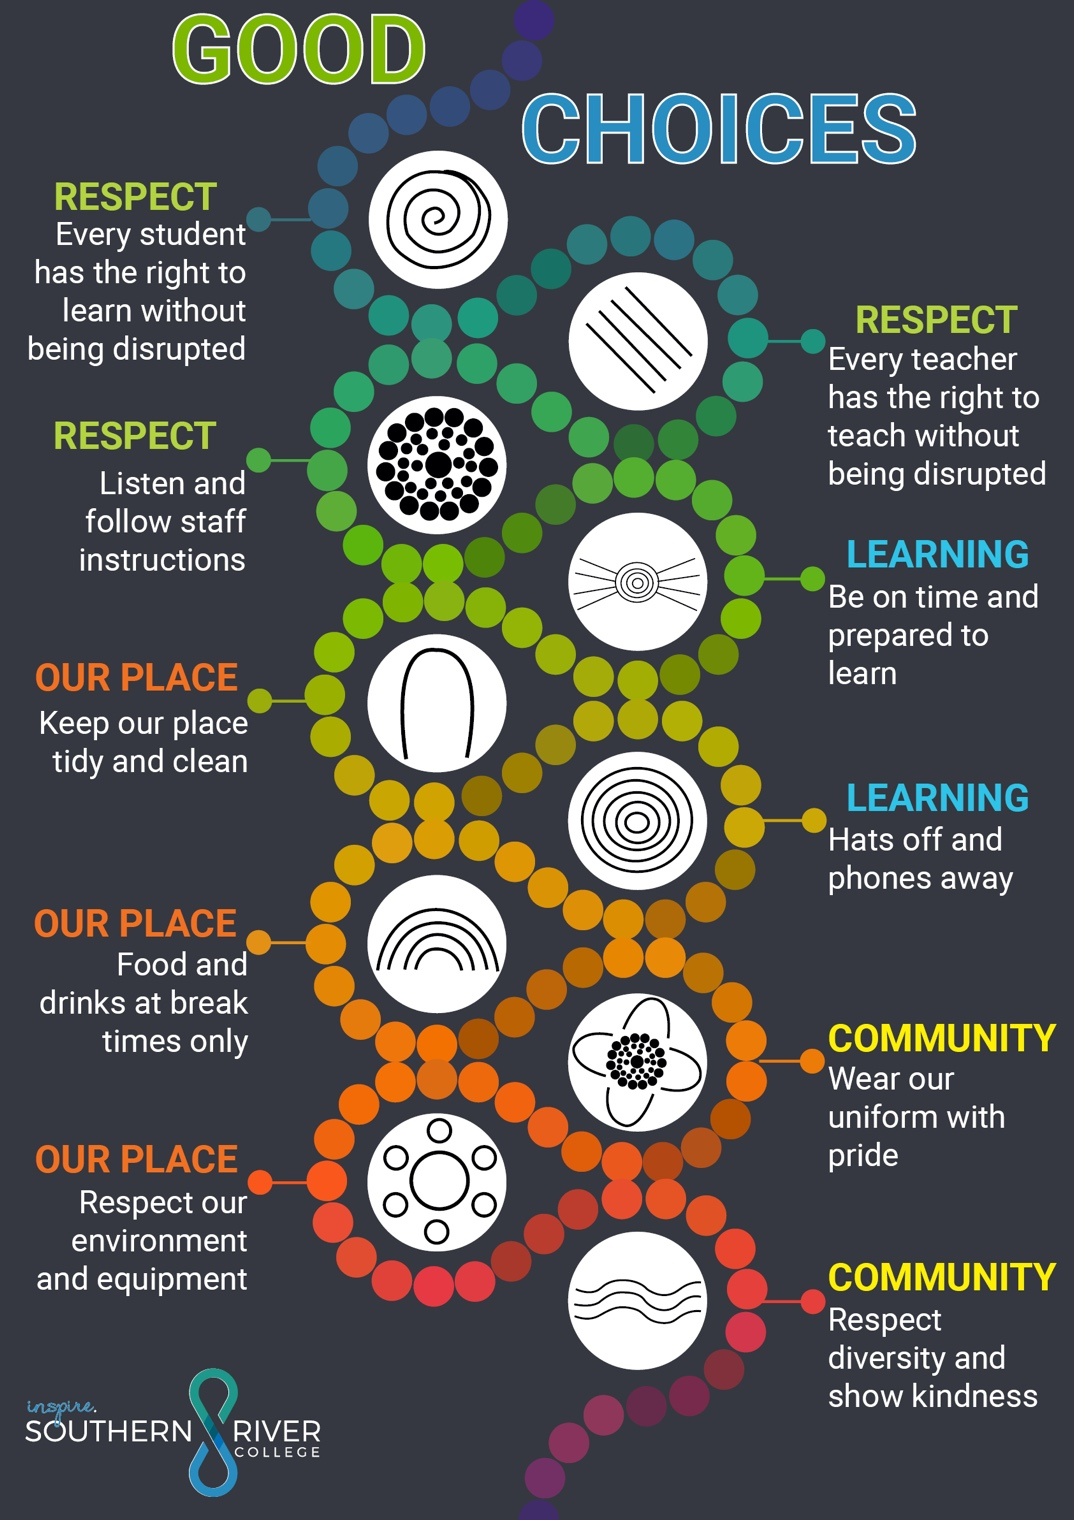 GOOD
CHOICES
RESPECT
Every student
has the right to
learn without
being disrupted
RESPECT
Every teacher
has the right to
teach without
being disrupted
RESPECT
Listen and
follow staff
instructions
LEARNING
Be on time and
prepared to
learn
OUR PLACE
Keep our place
tidy and clean
LEARNING
Hats off and
phones away
OUR PLACE
Food and
drinks at break
times only
COMMUNITY
Wear our
uniform with
pride
OUR PLACE
Respect our
environment
and equipment
COMMUNITY
Respect
diversity and
show kindness
inspire.
SOUTHERN RIVER
COLLEGE